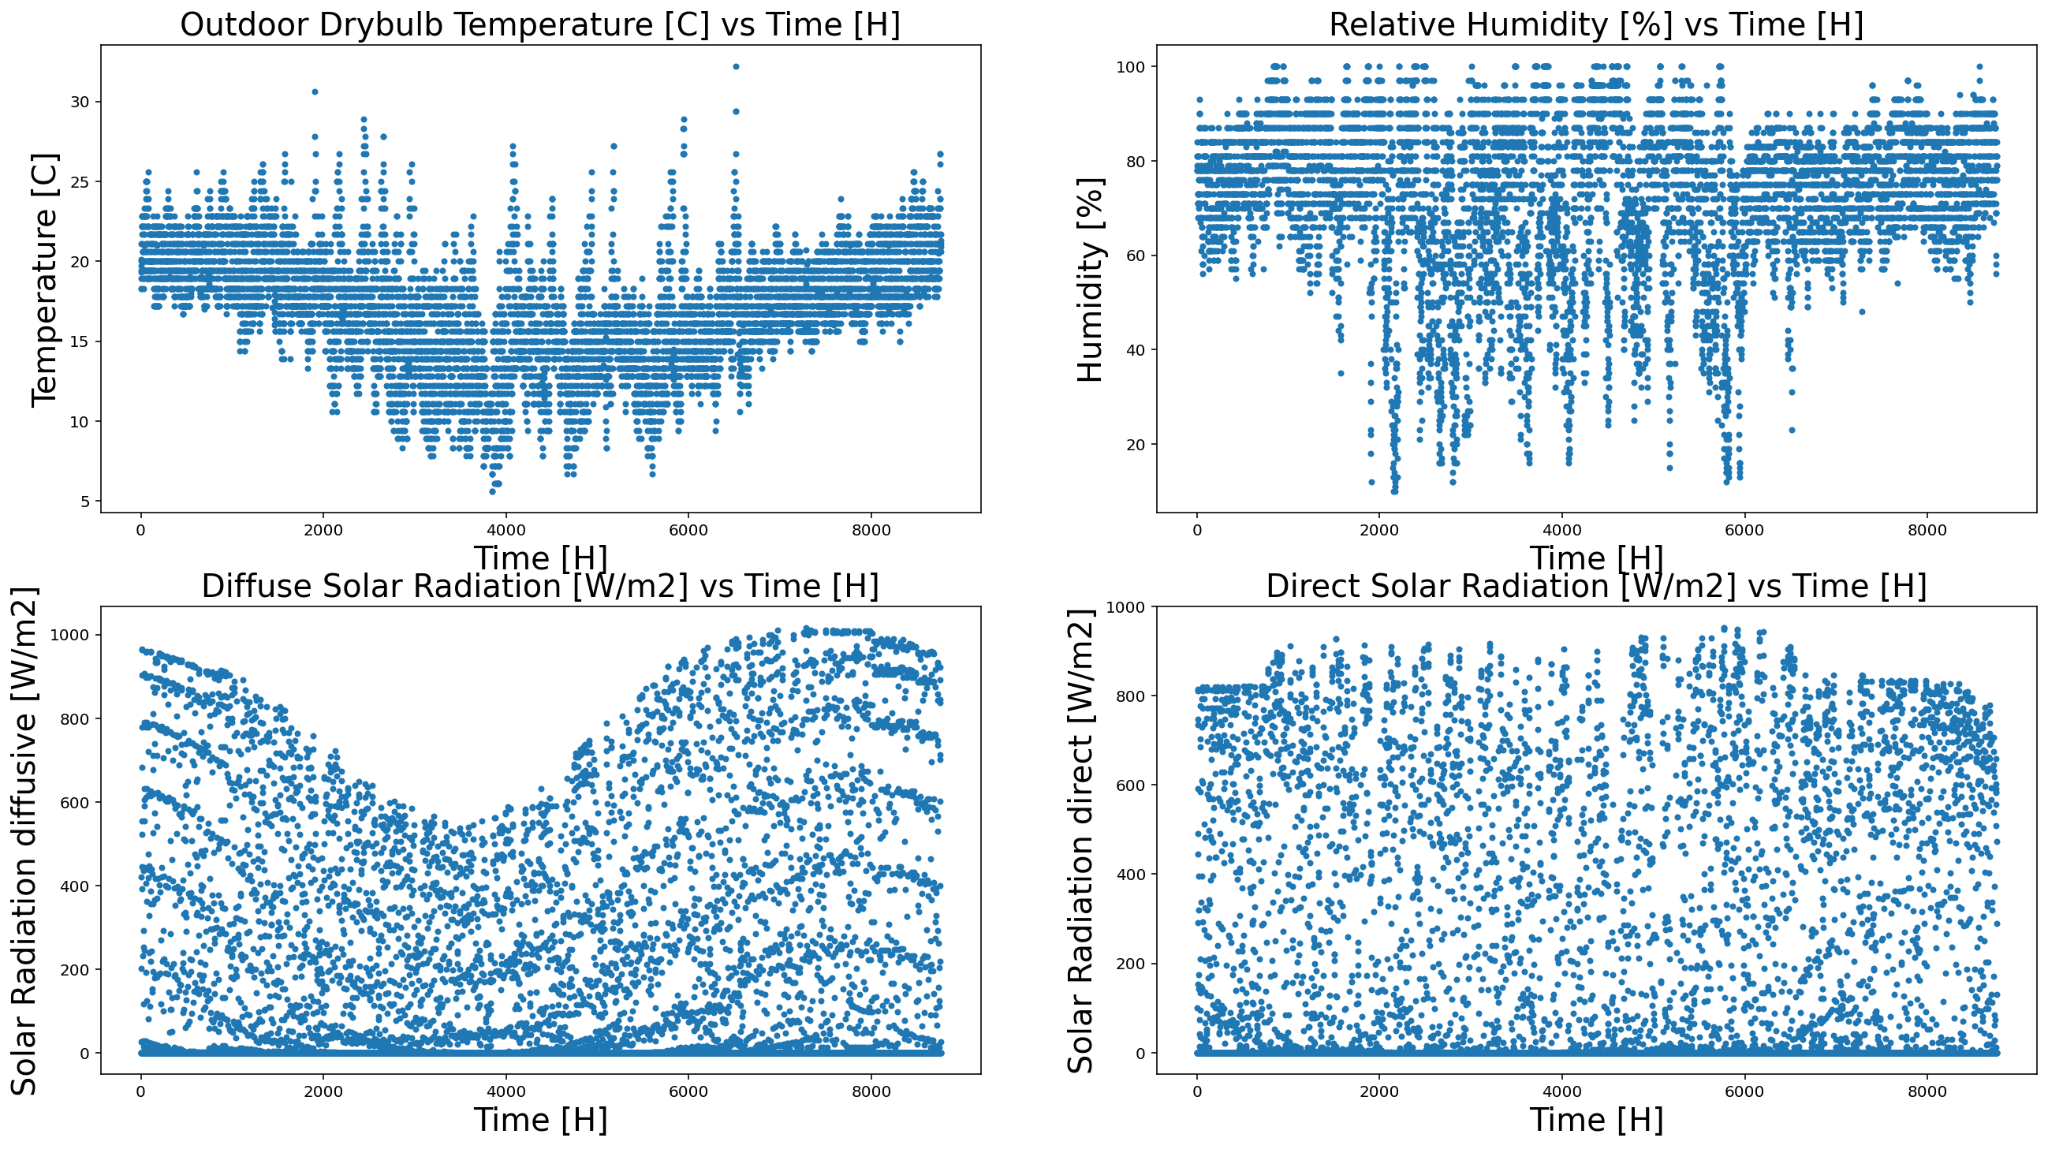 Outdoor Drybulb Temperature [C] vs Time [H]
Temperature [C]
30
25
20
15
10
5
0 2000 4000 6000 8000
Time [H]
Relative Humidity [%] vs Time [H]
Humidity [%]
100
80
60
40
20
0 2000 4000 6000 8000
Time [H]
Diffuse Solar Radiation [W/m2] vs Time [H]
Solar Radiation diffusive [W/m2]
1000
800
600
400
200
0
0 2000 4000 6000 8000
Time [H]
Direct Solar Radiation [W/m2] vs Time [H]
Solar Radiation direct [W/m2]
1000
800
600
400
200
0
0 2000 4000 6000 8000
Time [H]